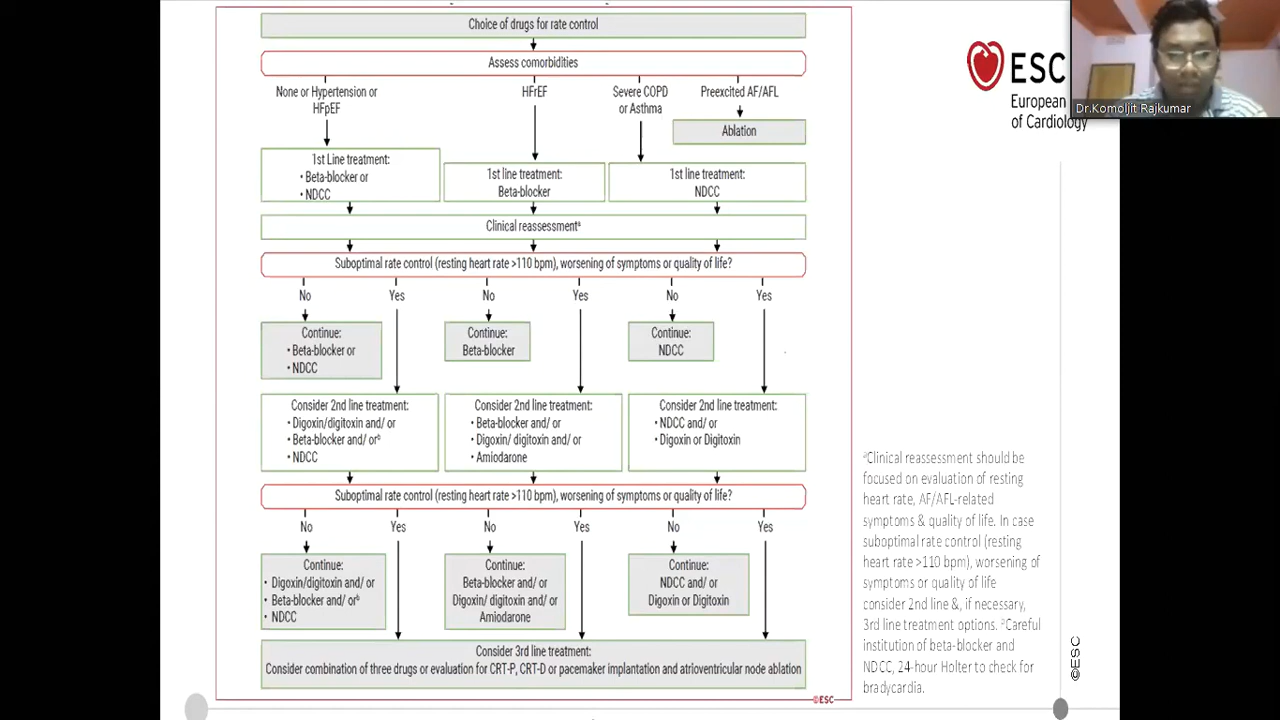 Choice of drugs for rate control
Assess comorbidities
None or Hypertension or
HFpEF
HFrEF
Severe COPD
or Asthma
Preexcited AF/AFL
Ablation
1st Line treatment:
• Beta-blocker or
• NDCC
1st line treatment:
Beta-blocker
1st line treatment:
NDCC
Clinical reassessmentᵃ
Suboptimal rate control (resting heart rate >110 bpm), worsening of symptoms or quality of life?
No
Yes
No
Yes
No
Yes
Continue:
• Beta-blocker or
• NDCC
Continue:
Beta-blocker
Continue:
NDCC
Consider 2nd line treatment:
• Digoxin/digitoxin and/ or
• Beta-blocker and/ orᵇ
• NDCC
Consider 2nd line treatment:
• Beta-blocker and/or
• Digoxin/ digitoxin and/or
• Amiodarone
Consider 2nd line treatment:
• NDCC and/ or
• Digoxin or Digitoxin
Suboptimal rate control (resting heart rate >110 bpm), worsening of symptoms or quality of life?
No
Yes
No
Yes
No
Yes
Continue:
• Digoxin/digitoxin and/ or
• Beta-blocker and/ orᵇ
• NDCC
Continue:
Beta-blocker and/ or
Digoxin/ digitoxin and/or
Amiodarone
Continue:
NDCC and/ or
Digoxin or Digitoxin
Consider 3rd line treatment:
Consider combination of three drugs or evaluation for CRT-P, CRT-D or pacemaker implantation and atrioventricular node ablation
©ESC
ESC
European
of Cardiology
Dr.Komoljit Rajkumar
ᵃClinical reassessment should be
focused on evaluation of resting
heart rate, AF/AFL-related
symptoms & quality of life. In case
suboptimal rate control (resting
heart rate >110 bpm), worsening of
symptoms or quality of life
consider 2nd line &, if necessary,
3rd line treatment options. ᵇCareful
institution of beta-blocker and
NDCC, 24-hour Holter to check for
bradycardia.
©ESC